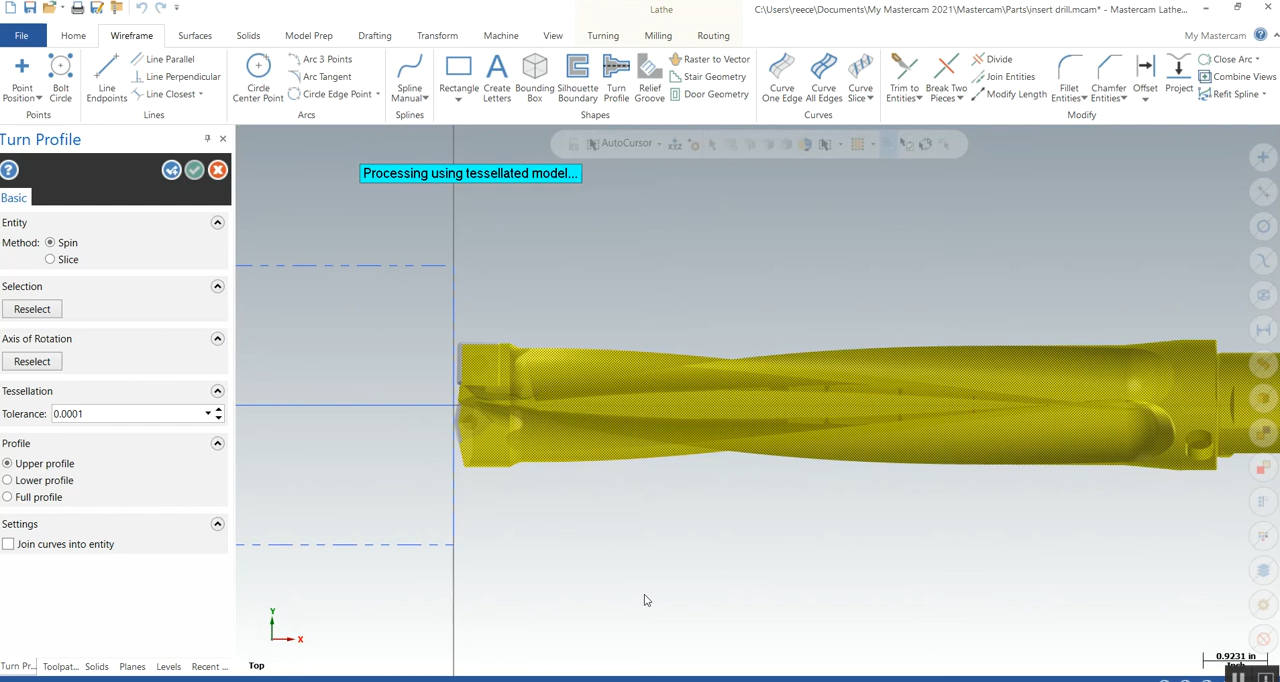 Lathe
C:\Users\reece\Documents\My Mastercam 2021\Mastercam\Parts\insert drill.mcam* - Mastercam Lathe...
File
Home
Wireframe
Surfaces
Solids
Model Prep
Drafting
Transform
Machine
View
Turning
Milling
Routing
My Mastercam
Point
Position
Bolt
Circle
Points
Line
Endpoints
Line Parallel
Line Perpendicular
Line Closest
Lines
Circle
Center Point
Arc 3 Points
Arc Tangent
Circle Edge Point
Arcs
Spline
Manual
Splines
Rectangle
Create
Letters
Bounding
Box
Silhouette
Boundary
Turn
Profile
Relief
Groove
Raster to Vector
Stair Geometry
Door Geometry
Shapes
Curve
One Edge
Curve
All Edges
Curve
Slice
Curves
Trim to
Entities
Break Two
Pieces
Divide
Join Entities
Modify Length
Fillet
Entities
Chamfer
Entities
Offset
Project
Close Arc
Combine Views
Refit Spline
Modify
Turn Profile
Basic
Entity
Method:
Spin
Slice
Selection
Reselect
Axis of Rotation
Reselect
Tessellation
Tolerance:
0.0001
Profile
Upper profile
Lower profile
Full profile
Settings
Join curves into entity
AutoCursor
Processing using tessellated model...
Y
X
Top
0.9231 in
Inch
Turn Pr...
Toolpat...
Solids
Planes
Levels
Recent ...